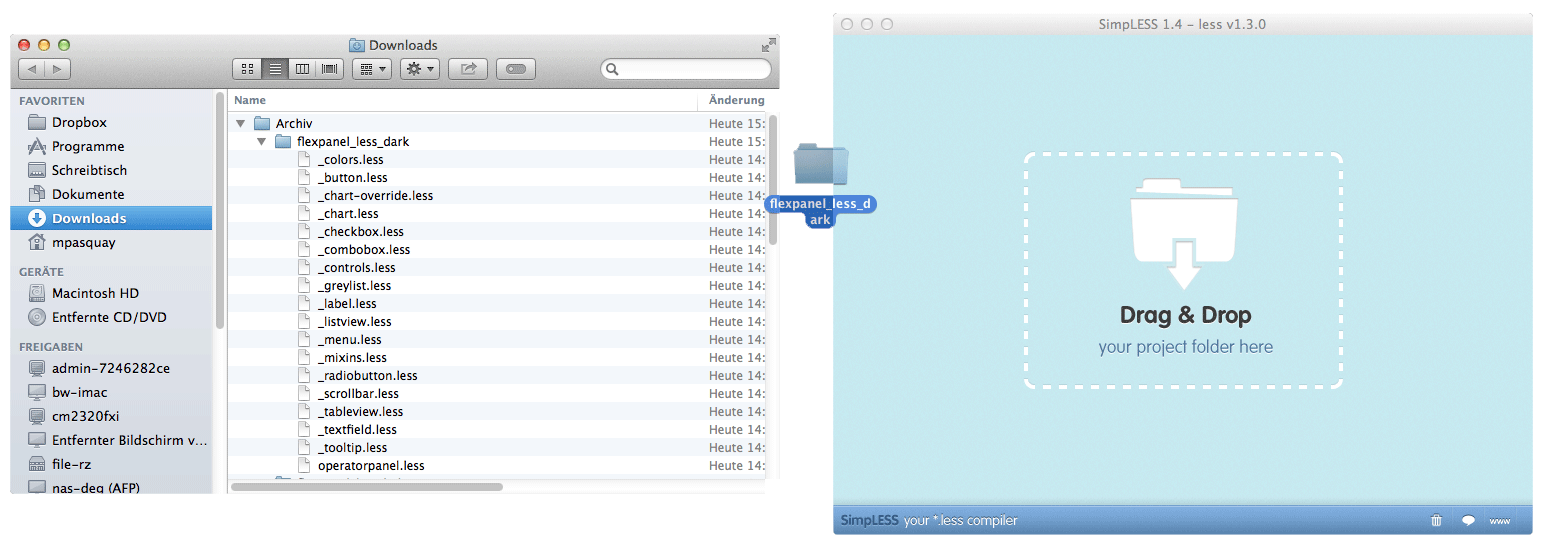 Downloads
FAVORITEN
Dropbox
Programme
Schreibtisch
Dokumente
Downloads
mpasquay
GERÄTE
Macintosh HD
Entfernte CD/DVD
FREIGABEN
admin-7246282ce
bw-imac
cm2320fxi
Entfernter Bildschirm v...
file-rz
nas-deg (AFP)
Name Änderung
Archiv Heute 15:
flexpanel_less_dark Heute 15:
_colors.less Heute 14:
_button.less Heute 14:
_chart-override.less Heute 14:
_chart.less Heute 14:
_checkbox.less Heute 14:
_combobox.less Heute 14:
_controls.less Heute 14:
_greylist.less Heute 14:
_label.less Heute 14:
_listview.less Heute 14:
_menu.less Heute 14:
_mixins.less Heute 14:
_radiobutton.less Heute 14:
_scrollbar.less Heute 14:
_tableview.less Heute 14:
_textfield.less Heute 14:
_tooltip.less Heute 14:
operatorpanel.less Heute 14:
flexpanel_less_d
ark
SimpLESS 1.4 - less v1.3.0
Drag & Drop
your project folder here
SimpLESS your *.less compiler
www